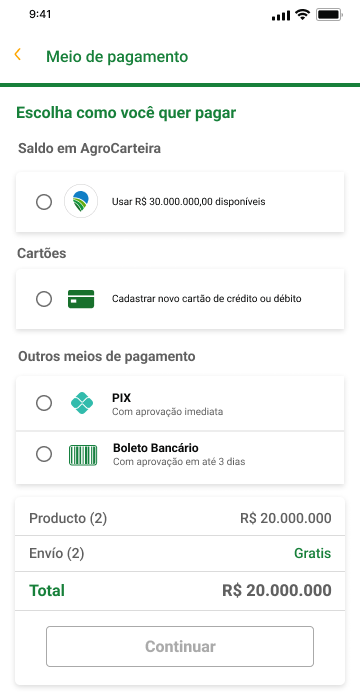 9:41
Meio de pagamento
Escolha como você quer pagar
Saldo em AgroCarteira
Usar R$ 30.000.000,00 disponíveis
Cartões
Cadastrar novo cartão de crédito ou débito
Outros meios de pagamento
PIX
Com aprovação imediata
Boleto Bancário
Com aprovação em até 3 dias
Producto (2) R$ 20.000.000
Envío (2) Gratis
Total R$ 20.000.000
Continuar